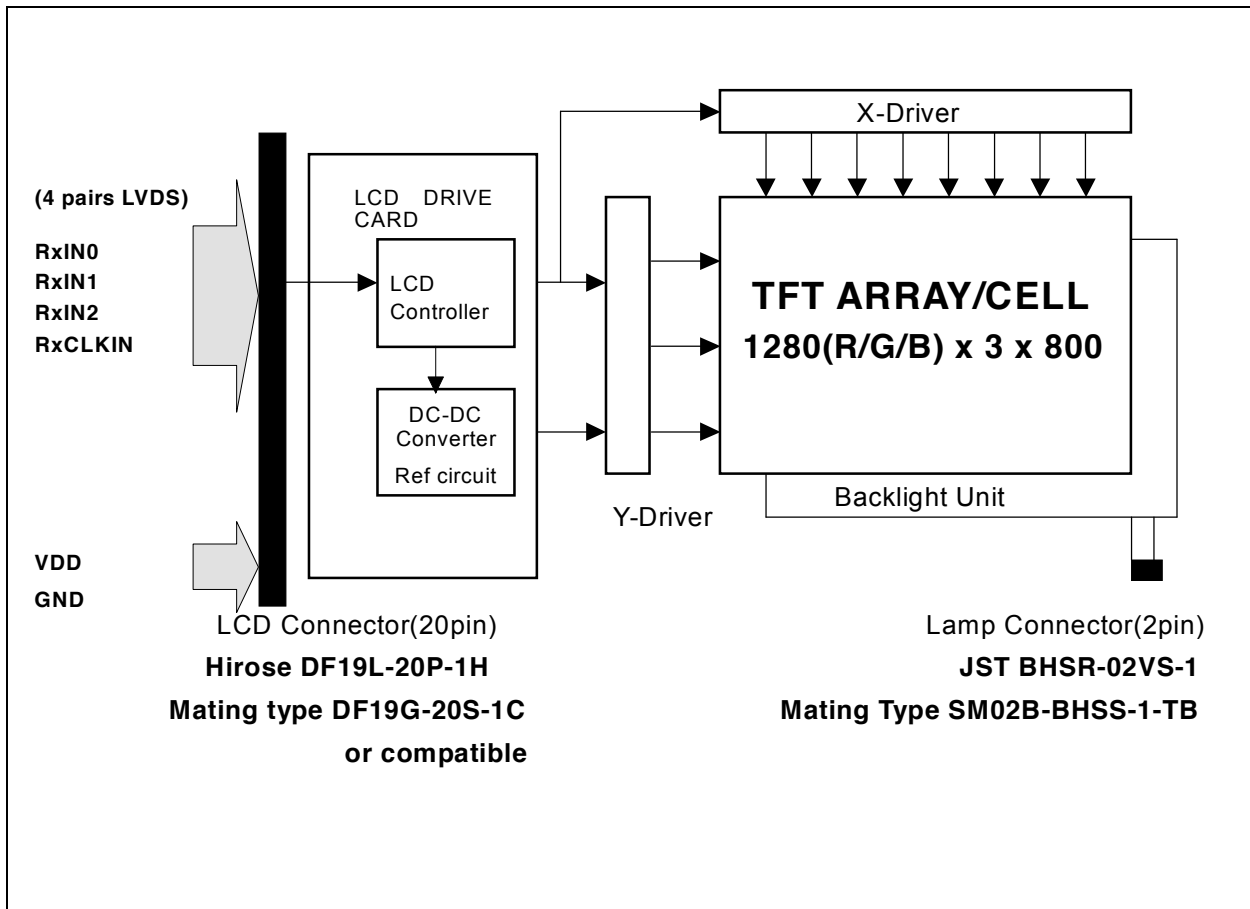 X-Driver
(4 pairs LVDS)
RxIN0
RxIN1
RxIN2
RxCLKIN
LCD DRIVE
CARD
LCD
Controller
DC-DC
Converter
Ref circuit
TFT ARRAY/CELL
1280(R/G/B) x 3 x 800
Backlight Unit
Y-Driver
VDD
GND
LCD Connector(20pin)
Hirose DF19L-20P-1H
Mating type DF19G-20S-1C
or compatible
Lamp Connector(2pin)
JST BHSR-02VS-1
Mating Type SM02B-BHSS-1-TB